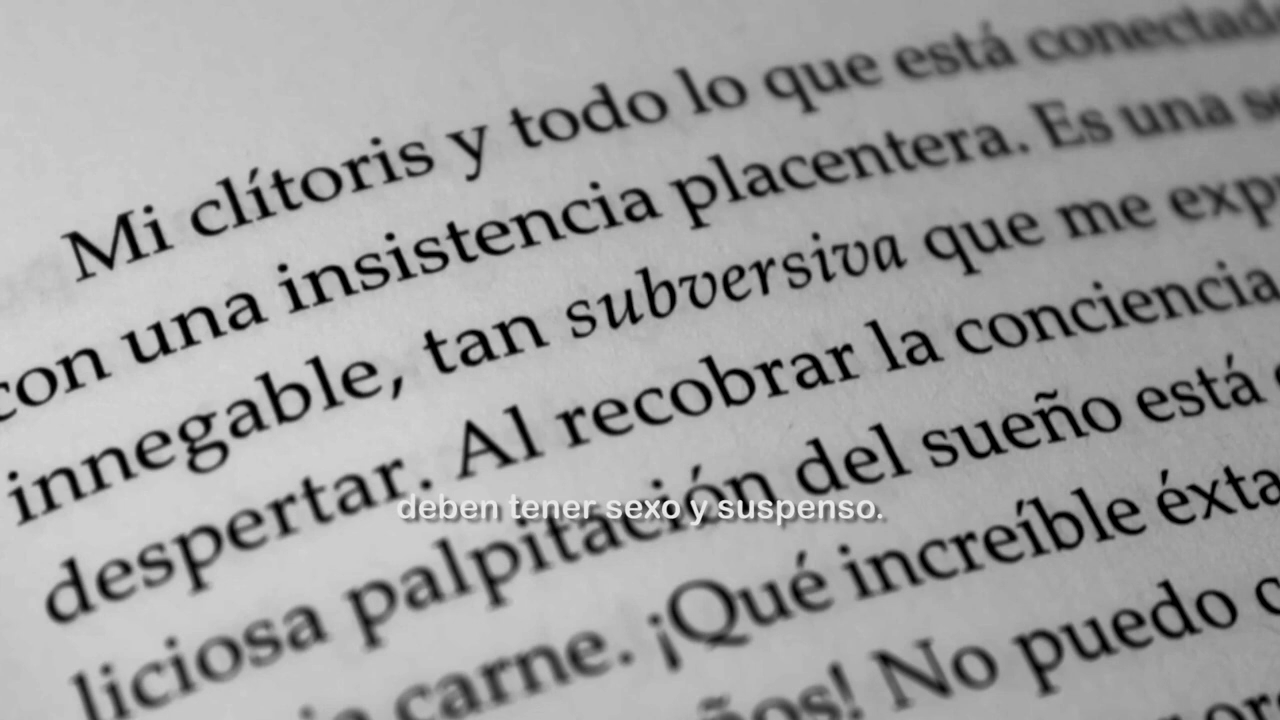 Mi clítoris y todo lo que está
con una insistencia placentera. Es una
innegable, tan subversiva que me
despertar. Al recobrar la conciencia
liciosa palpitación del sueño está
carne. ¡Qué increíble
No puedo
deben tener sexo y suspenso.